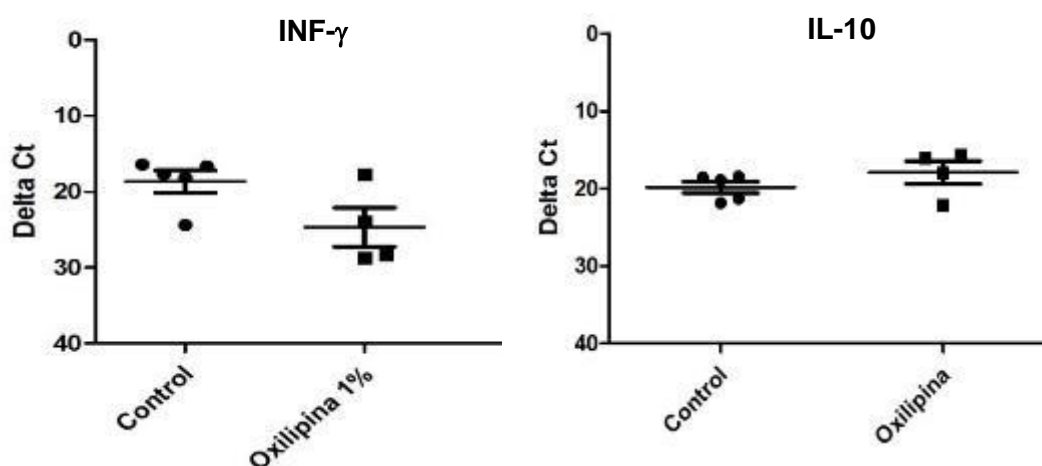 INF-γ
0
10
20
30
40
Delta Ct
Control
Oxilipina 1%
IL-10
0
10
20
30
40
Delta Ct
Control
Oxilipina